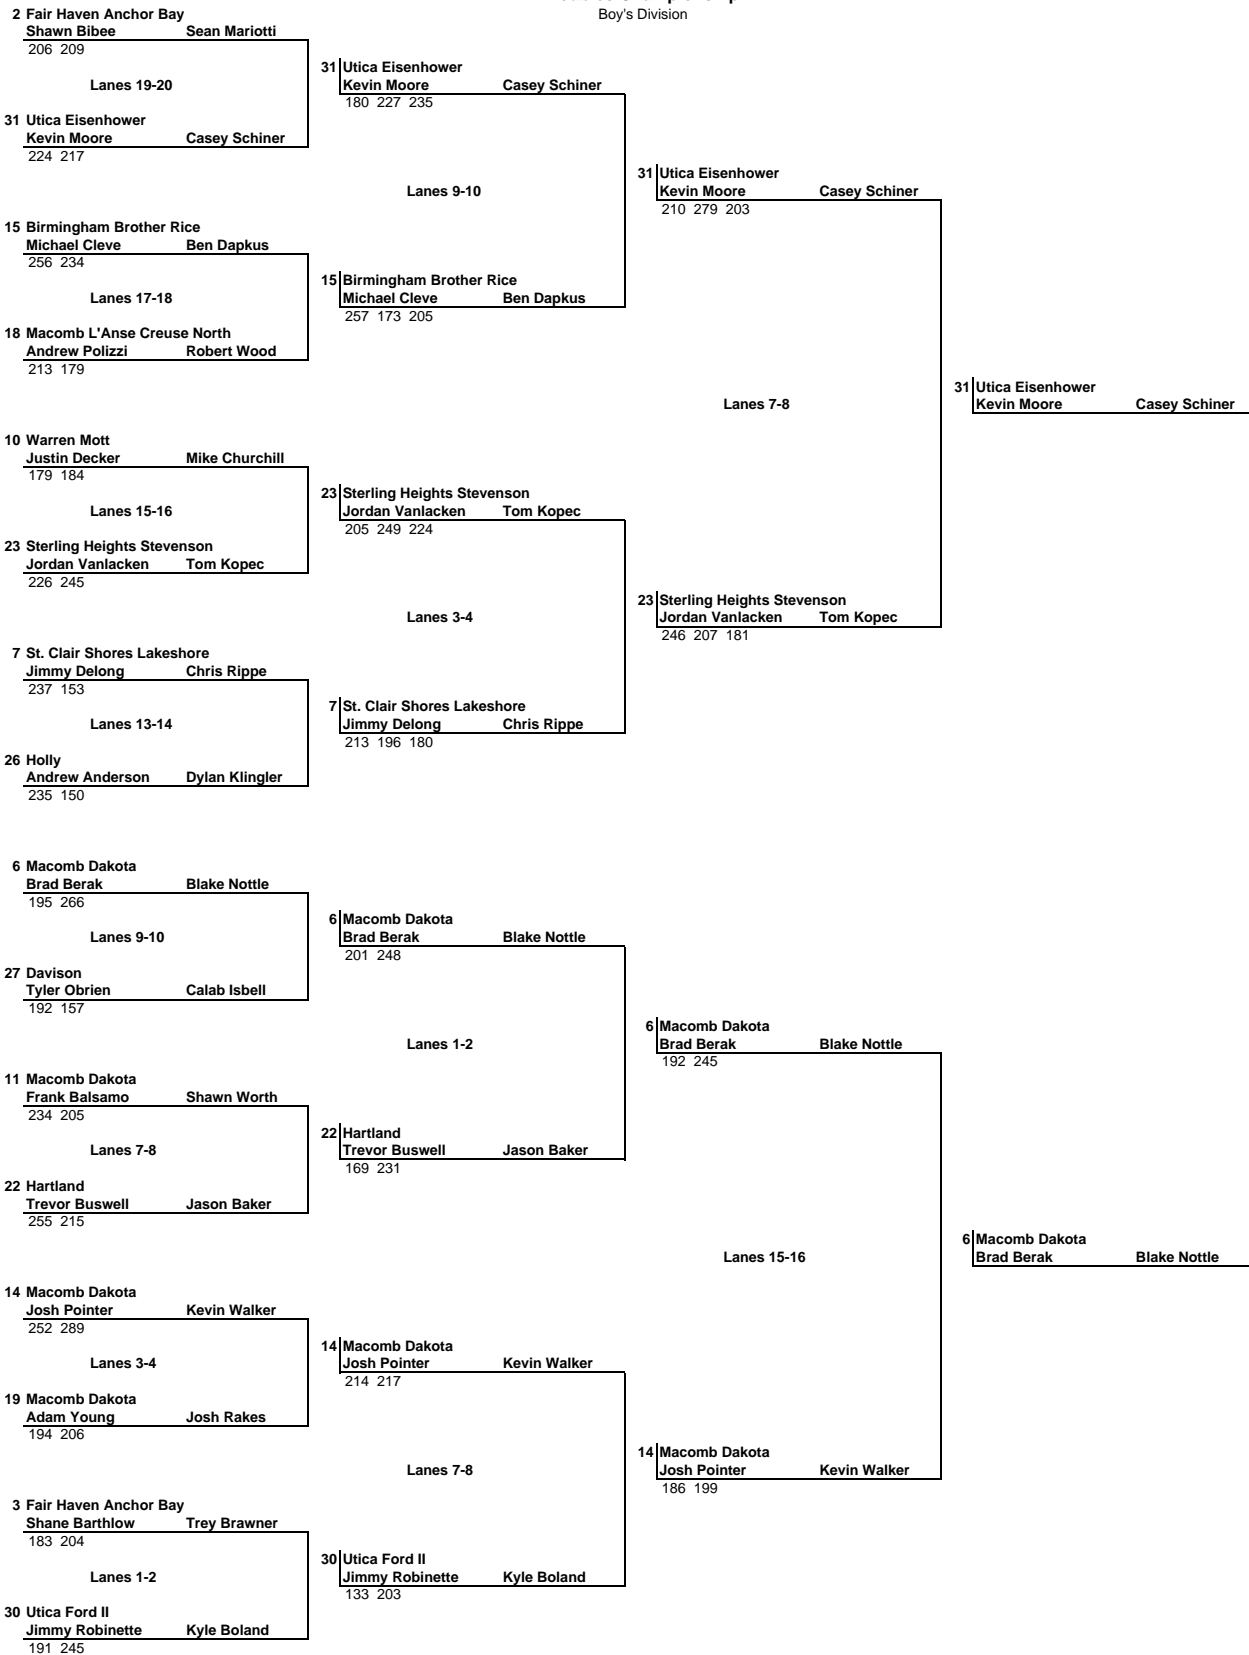 Boy's Division
2 Fair Haven Anchor Bay
Shawn Bibee Sean Mariotti
206 209
Lanes 19-20
31 Utica Eisenhower
Kevin Moore Casey Schiner
224 217
15 Birmingham Brother Rice
Michael Cleve Ben Dapkus
256 234
Lanes 17-18
18 Macomb L'Anse Creuse North
Andrew Polizzi Robert Wood
213 179
10 Warren Mott
Justin Decker Mike Churchill
179 184
Lanes 15-16
23 Sterling Heights Stevenson
Jordan Vanlacken Tom Kopec
226 245
7 St. Clair Shores Lakeshore
Jimmy Delong Chris Rippe
237 153
Lanes 13-14
26 Holly
Andrew Anderson Dylan Klingler
235 150
6 Macomb Dakota
Brad Berak Blake Nottle
195 266
Lanes 9-10
27 Davison
Tyler Obrien Calab Isbell
192 157
11 Macomb Dakota
Frank Balsamo Shawn Worth
234 205
Lanes 7-8
22 Hartland
Trevor Buswell Jason Baker
255 215
14 Macomb Dakota
Josh Pointer Kevin Walker
252 289
Lanes 3-4
19 Macomb Dakota
Adam Young Josh Rakes
194 206
3 Fair Haven Anchor Bay
Shane Barthlow Trey Brawner
183 204
Lanes 1-2
30 Utica Ford II
Jimmy Robinette Kyle Boland
191 245
31 Utica Eisenhower
Kevin Moore Casey Schiner
180 227 235
Lanes 9-10
15 Birmingham Brother Rice
Michael Cleve Ben Dapkus
257 173 205
23 Sterling Heights Stevenson
Jordan Vanlacken Tom Kopec
205 249 224
Lanes 3-4
7 St. Clair Shores Lakeshore
Jimmy Delong Chris Rippe
213 196 180
6 Macomb Dakota
Brad Berak Blake Nottle
201 248
Lanes 1-2
22 Hartland
Trevor Buswell Jason Baker
169 231
14 Macomb Dakota
Josh Pointer Kevin Walker
214 217
Lanes 7-8
30 Utica Ford II
Jimmy Robinette Kyle Boland
133 203
31 Utica Eisenhower
Kevin Moore Casey Schiner
210 279 203
Lanes 7-8
23 Sterling Heights Stevenson
Jordan Vanlacken Tom Kopec
246 207 181
6 Macomb Dakota
Brad Berak Blake Nottle
192 245
Lanes 15-16
14 Macomb Dakota
Josh Pointer Kevin Walker
186 199
31 Utica Eisenhower
Kevin Moore Casey Schiner
6 Macomb Dakota
Brad Berak Blake Nottle